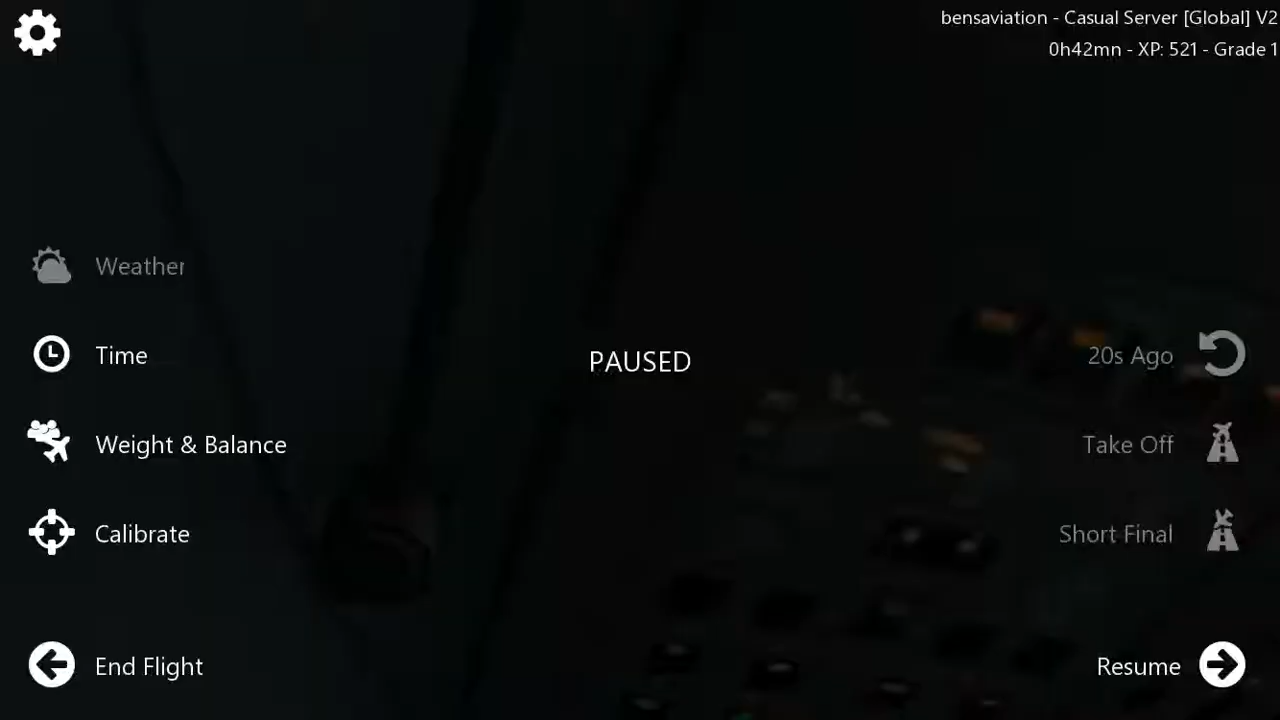 bensaviation - Casual Server [Global] V2
0h42mn - XP: 521 - Grade 1
Weather
Time
PAUSED
20s Ago
Weight & Balance
Take Off
Calibrate
Short Final
End Flight
Resume